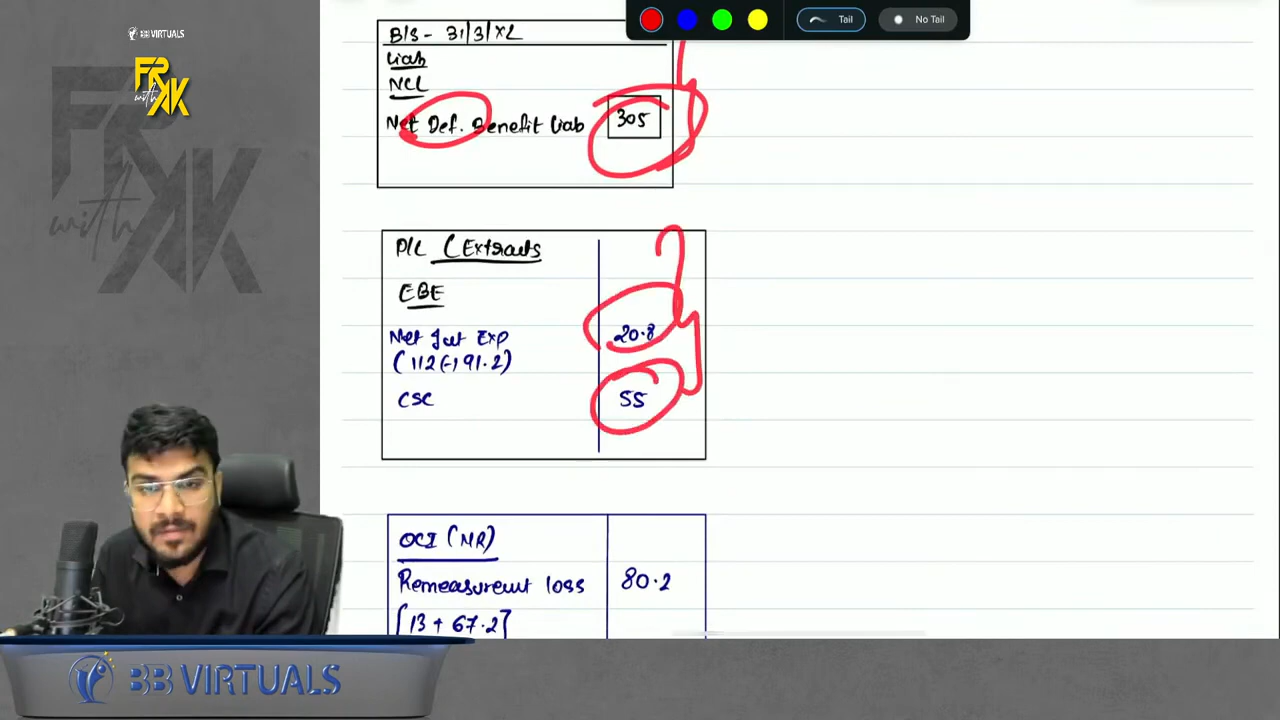 BB VIRTUALS
FR
with
AK
Tail
No Tail
B/S - 31/3/X2
Liab
NCL
Net Def. Benefit Liab 305
P/L (Extracts
EBE
Net Int Exp 20.8
(112 (-) 91.2)
CSC 55
OCI (NR)
Remeasurement loss 80.2
[13 + 67.2]
BB VIRTUALS